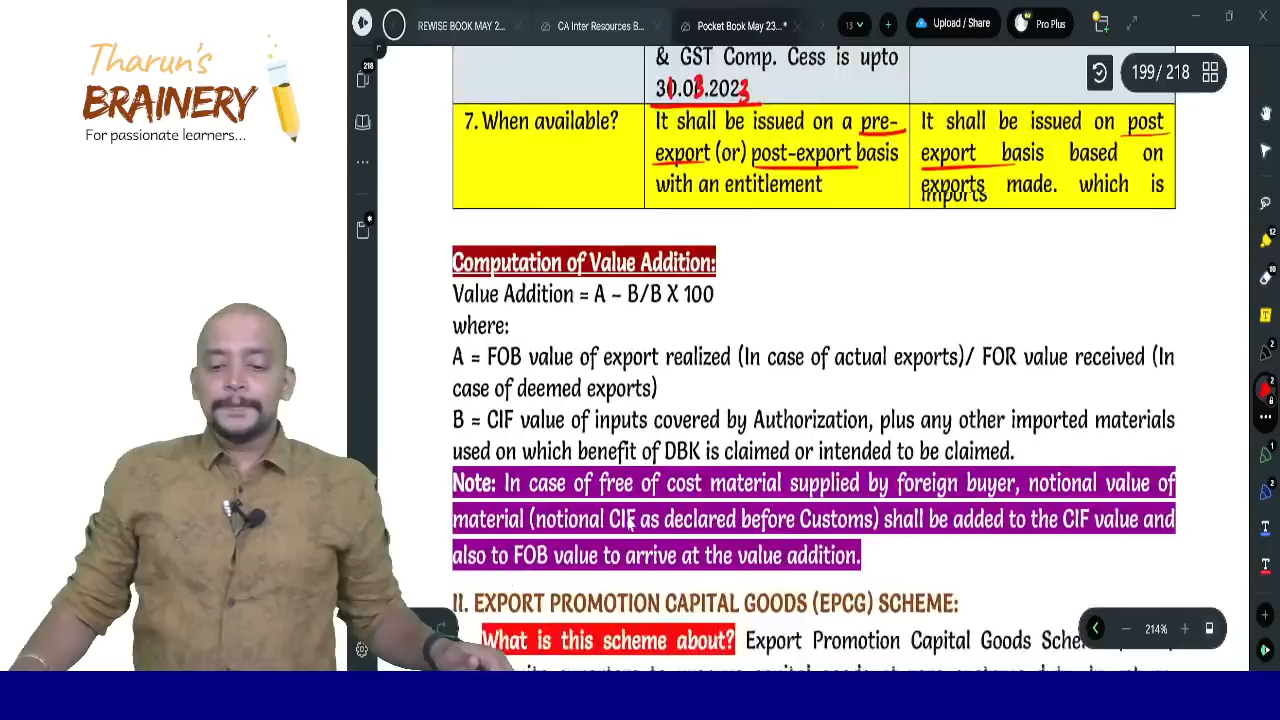 Tharun's
BRAINERY
For passionate learners...
REWISE BOOK MAY 2...
CA Inter Resources B...
Pocket Book May 23...*
13
Upload / Share
Pro Plus
218
199/218
& GST Comp. Cess is upto
31.03.2023
7. When available?
It shall be issued on a pre-
export (or) post-export basis
with an entitlement
It shall be issued on post
export basis based on
exports made. which is
imports
Computation of Value Addition:
Value Addition = A – B/B X 100
where:
A = FOB value of export realized (In case of actual exports)/ FOR value received (In
case of deemed exports)
B = CIF value of inputs covered by Authorization, plus any other imported materials
used on which benefit of DBK is claimed or intended to be claimed.
Note: In case of free of cost material supplied by foreign buyer, notional value of
material (notional CIF as declared before Customs) shall be added to the CIF value and
also to FOB value to arrive at the value addition.
II. EXPORT PROMOTION CAPITAL GOODS (EPCG) SCHEME:
What is this scheme about? Export Promotion Capital Goods
214%